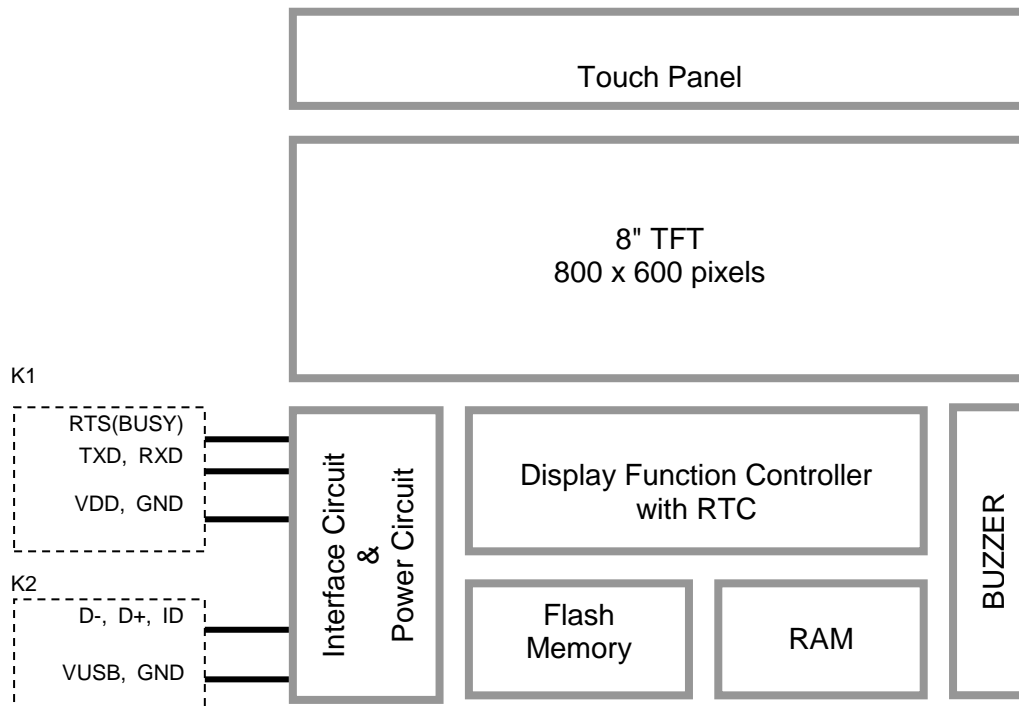 Touch Panel
8" TFT
800 x 600 pixels
K1
RTS(BUSY)
TXD, RXD
VDD, GND
K2
D-, D+, ID
VUSB, GND
Interface Circuit
&
Power Circuit
Display Function Controller
with RTC
Flash
Memory
RAM
BUZZER